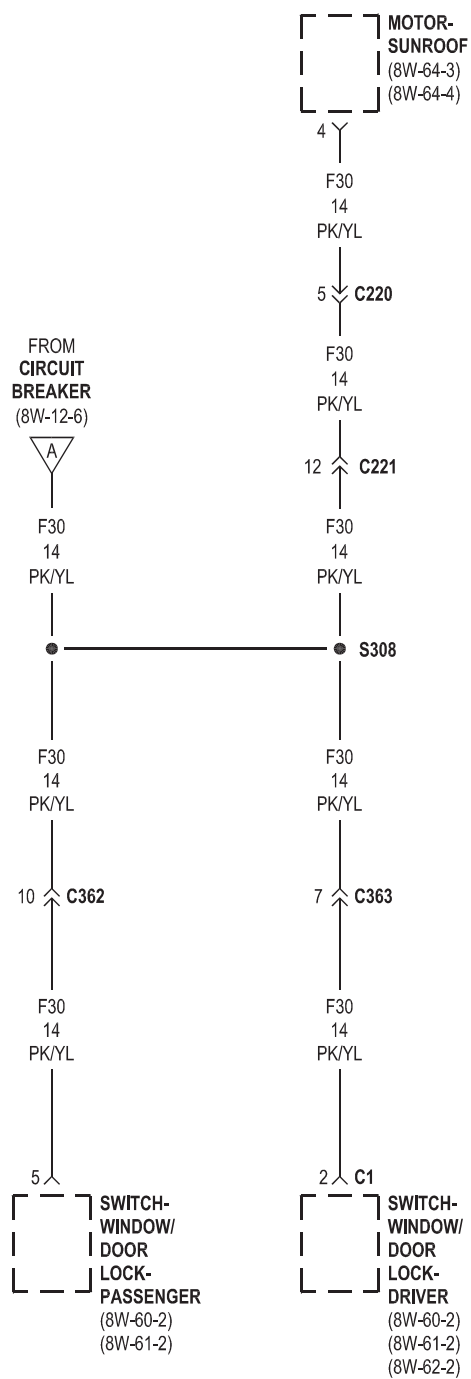 MOTOR-
SUNROOF
(8W-64-3)
(8W-64-4)
4
F30
14
PK/YL
5 C220
F30
14
PK/YL
12 C221
F30
14
PK/YL
FROM
CIRCUIT
BREAKER
(8W-12-6)
A
F30
14
PK/YL
S308
F30
14
PK/YL
10 C362
F30
14
PK/YL
5
SWITCH-
WINDOW/
DOOR
LOCK-
PASSENGER
(8W-60-2)
(8W-61-2)
F30
14
PK/YL
7 C363
F30
14
PK/YL
2 C1
SWITCH-
WINDOW/
DOOR
LOCK-
DRIVER
(8W-60-2)
(8W-61-2)
(8W-62-2)